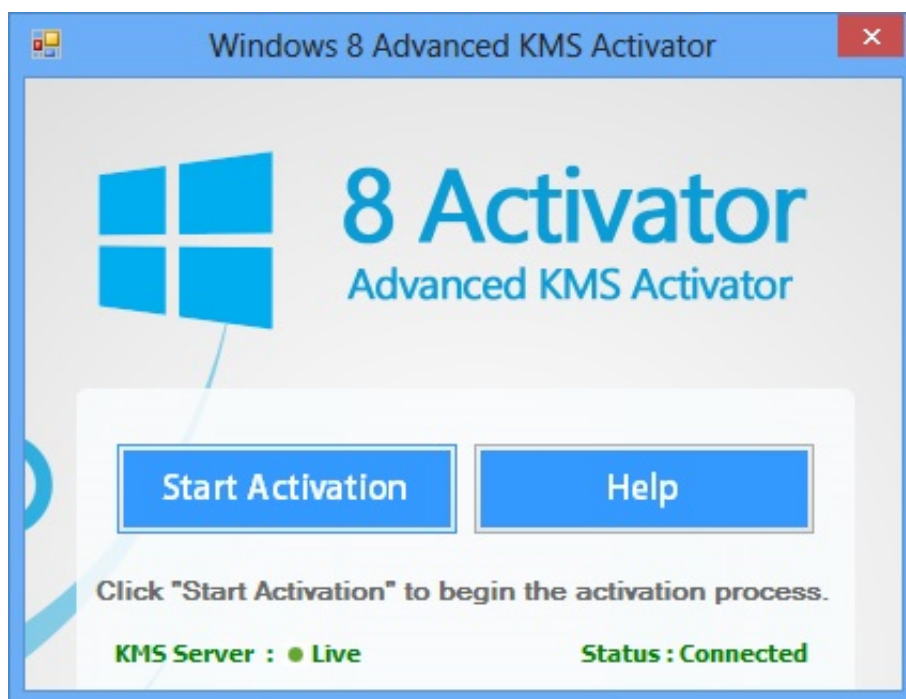 Windows 8 Advanced KMS Activator
8 Activator
Advanced KMS Activator
Start Activation
Help
Click "Start Activation" to begin the activation process.
KMS Server : Live
Status : Connected